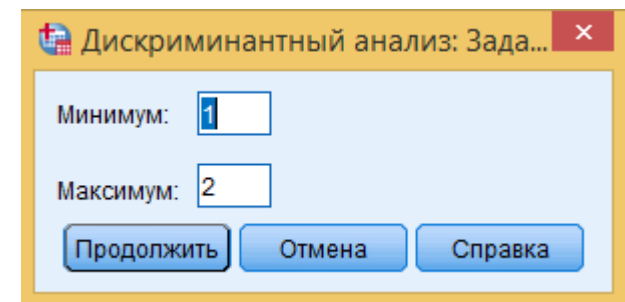 Дискриминантный анализ: Зада...
Минимум: 1
Максимум: 2
Продолжить Отмена Справка